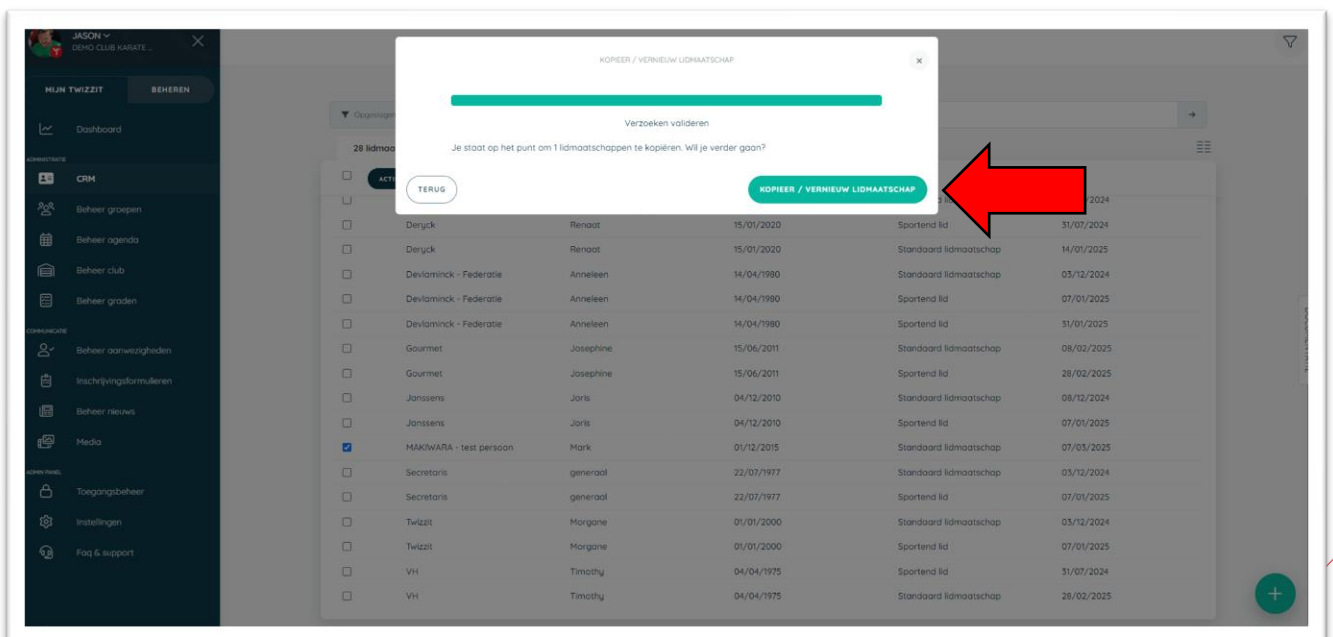 JASON
DEMO CLUB KARATE ...
MIJN TWIZZIT BEHEREN
Dashboard
ADMINISTRATIE
CRM
Beheer groepen
Beheer agenda
Beheer club
Beheer graden
COMMUNICATIE
Beheer aanwezigheden
Inschrijvingsformulieren
Beheer nieuws
Media
ADMIN PANEL
Toegangsbeheer
Instellingen
Faq & support
KOPIEER / VERNIEUW LIDMAATSCHAP
Verzoeken valideren
Je staat op het punt om 1 lidmaatschappen te kopiëren. Wil je verder gaan?
TERUG KOPIEER / VERNIEUW LIDMAATSCHAP
28 lidmaa
ACTI
Deryck Renaat 15/01/2020 Sportend lid 31/07/2024
Deryck Renaat 15/01/2020 Standaard lidmaatschap 14/01/2025
Devlaminck - Federatie Anneleen 14/04/1980 Standaard lidmaatschap 03/12/2024
Devlaminck - Federatie Anneleen 14/04/1980 Sportend lid 07/01/2025
Devlaminck - Federatie Anneleen 14/04/1980 Sportend lid 31/01/2025
Gourmet Josephine 15/06/2011 Standaard lidmaatschap 08/02/2025
Gourmet Josephine 15/06/2011 Sportend lid 28/02/2025
Janssens Joris 04/12/2010 Standaard lidmaatschap 08/12/2024
Janssens Joris 04/12/2010 Sportend lid 07/01/2025
MAKIWARA - test persoon Mark 01/12/2015 Standaard lidmaatschap 07/03/2025
Secretaris generaal 22/07/1977 Standaard lidmaatschap 03/12/2024
Secretaris generaal 22/07/1977 Sportend lid 07/01/2025
Twizzit Morgane 01/01/2000 Standaard lidmaatschap 03/12/2024
Twizzit Morgane 01/01/2000 Sportend lid 07/01/2025
VH Timothy 04/04/1975 Sportend lid 31/07/2024
VH Timothy 04/04/1975 Standaard lidmaatschap 28/02/2025